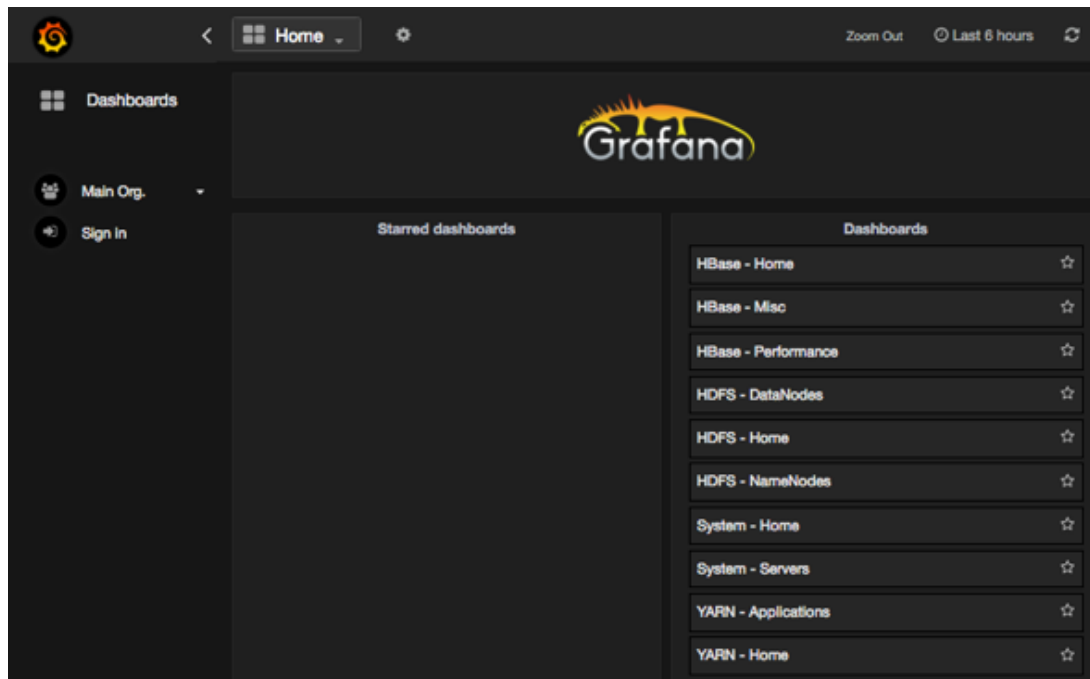 Home
Zoom Out
Last 6 hours
Dashboards
Main Org.
Sign In
Grafana
Starred dashboards
Dashboards
HBase - Home
HBase - Misc
HBase - Performance
HDFS - DataNodes
HDFS - Home
HDFS - NameNodes
System - Home
System - Servers
YARN - Applications
YARN - Home